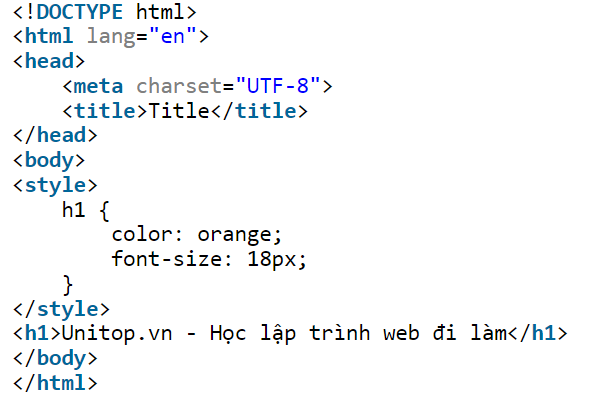 <!DOCTYPE html>
<html lang="en">
<head>
    <meta charset="UTF-8">
    <title>Title</title>
</head>
<body>
<style>
    h1 {
        color: orange;
        font-size: 18px;
    }
</style>
<h1>Unitop.vn - Học lập trình web đi làm</h1>
</body>
</html>